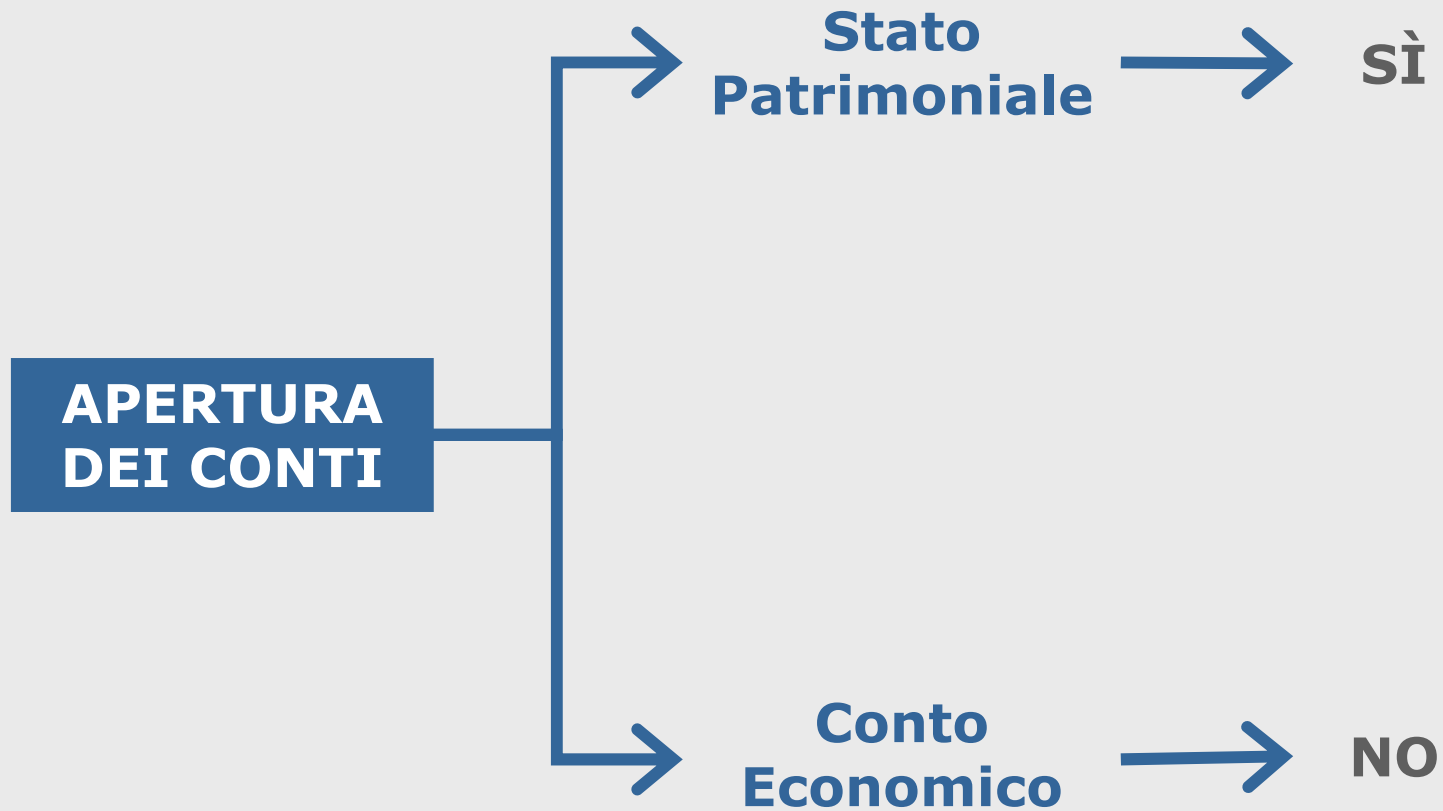 Stato
Patrimoniale
SÌ
APERTURA
DEI CONTI
Conto
Economico
NO